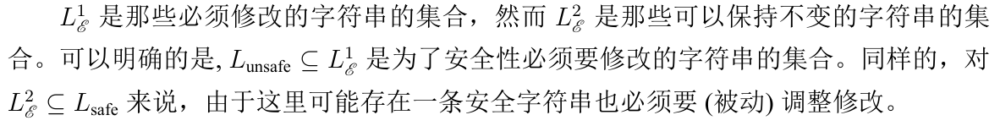 $L_{\mathscr{E}}^{1}$ 是那些必须修改的字符串的集合，然而 $L_{\mathscr{E}}^{2}$ 是那些可以保持不变的字符串的集
合。可以明确的是, $L_{\text{unsafe}} \subseteq L_{\mathscr{E}}^{1}$ 是为了安全性必须要修改的字符串的集合。同样的，对
$L_{\mathscr{E}}^{2} \subseteq L_{\text{safe}}$ 来说，由于这里可能存在一条安全字符串也必须要 (被动) 调整修改。